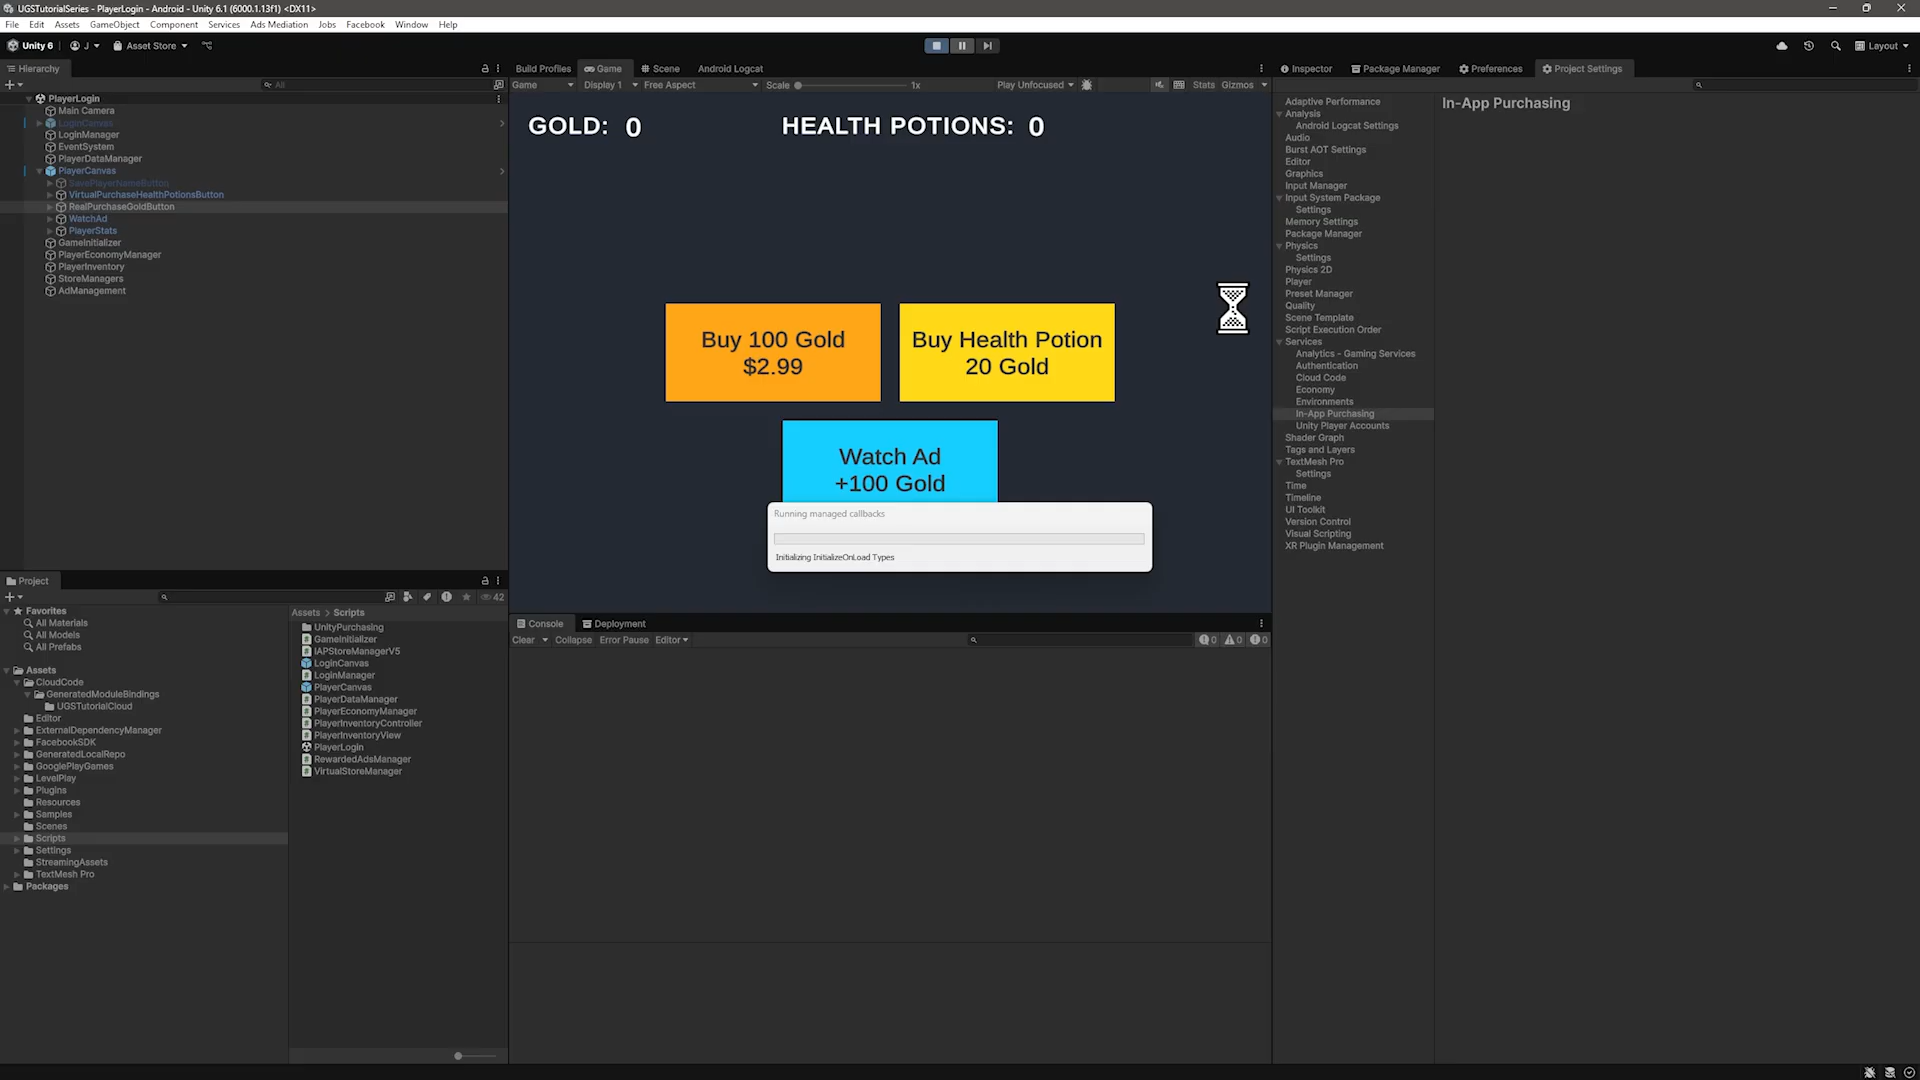 UGSTutorialSeries - PlayerLogin - Android - Unity 6.1 (6000.1.13f1) <DX11>
File Edit Assets GameObject Component Services Ads Mediation Jobs Facebook Window Help
Unity 6 J Asset Store Layout
Hierarchy
All
PlayerLogin
Main Camera
LoginCanvas
LoginManager
EventSystem
PlayerDataManager
PlayerCanvas
SavePlayerNameButton
VirtualPurchaseHealthPotionsButton
RealPurchaseGoldButton
WatchAd
PlayerStats
GameInitializer
PlayerEconomyManager
PlayerInventory
StoreManagers
AdManagement
Build Profiles Game Scene Android Logcat
Game Display 1 Free Aspect Scale 1x Play Unfocused Stats Gizmos
GOLD: 0
HEALTH POTIONS: 0
Buy 100 Gold
$2.99
Buy Health Potion
20 Gold
Watch Ad
+100 Gold
Running managed callbacks
Initializing InitializeOnLoad Types
Inspector Package Manager Preferences Project Settings
Adaptive Performance
Analysis
Android Logcat Settings
Audio
Burst AOT Settings
Editor
Graphics
Input Manager
Input System Package
Settings
Memory Settings
Package Manager
Physics
Settings
Physics 2D
Player
Preset Manager
Quality
Scene Template
Script Execution Order
Services
Analytics - Gaming Services
Authentication
Cloud Code
Economy
Environments
In-App Purchasing
Unity Player Accounts
Shader Graph
Tags and Layers
TextMesh Pro
Settings
Time
Timeline
UI Toolkit
Version Control
Visual Scripting
XR Plugin Management
In-App Purchasing
Project
42
Favorites
All Materials
All Models
All Prefabs
Assets
CloudCode
GeneratedModuleBindings
UGSTutorialCloud
Editor
ExternalDependencyManager
FacebookSDK
GeneratedLocalRepo
GooglePlayGames
LevelPlay
Plugins
Resources
Samples
Scenes
Scripts
Settings
StreamingAssets
TextMesh Pro
Packages
Assets > Scripts
UnityPurchasing
GameInitializer
IAPStoreManagerV5
LoginCanvas
LoginManager
PlayerCanvas
PlayerDataManager
PlayerEconomyManager
PlayerInventoryController
PlayerInventoryView
PlayerLogin
RewardedAdsManager
VirtualStoreManager
Console Deployment
Clear Collapse Error Pause Editor 0 0 0